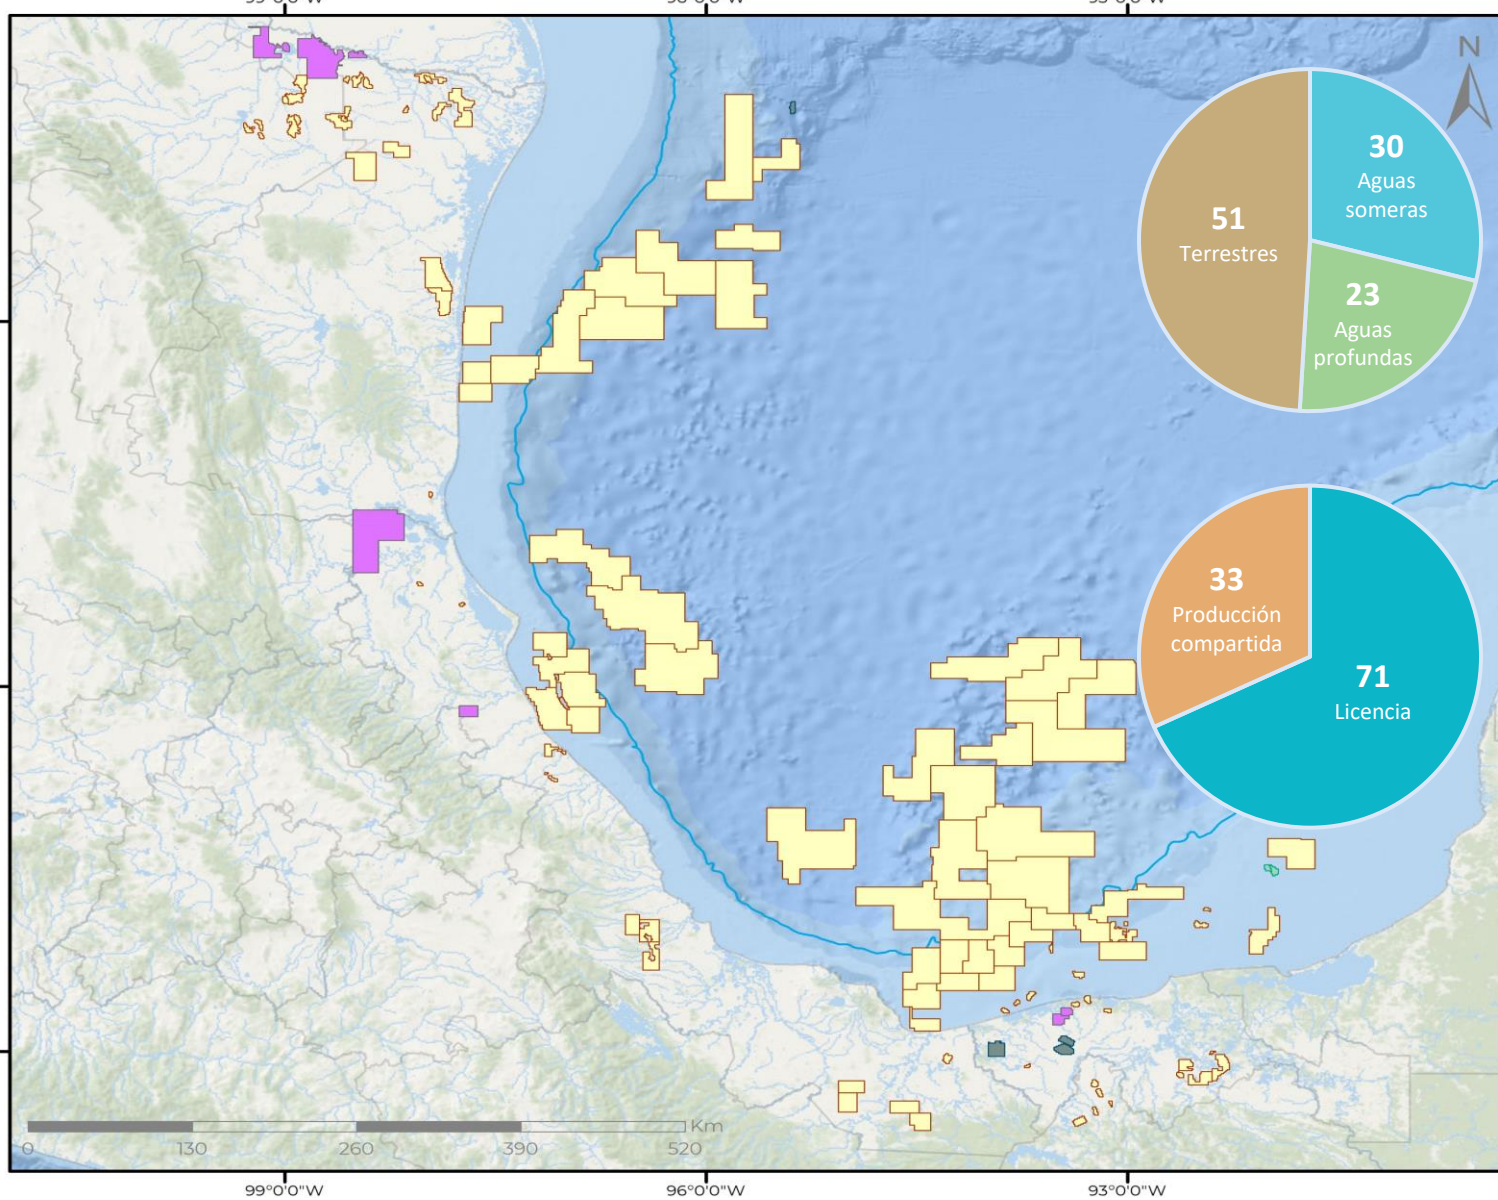 N
30
Aguas
someras
51
Terrestres
23
Aguas
profundas
33
Producción
compartida
71
Licencia
Km
0 130 260 390 520
99°0'0"W 96°0'0"W 93°0'0"W